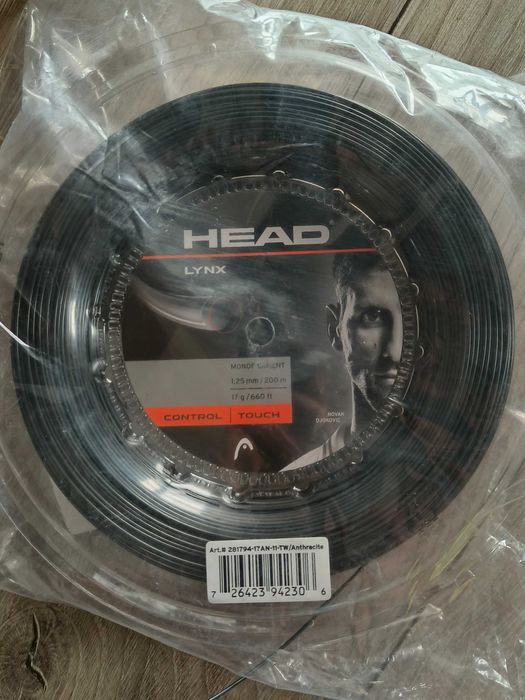 HEAD
LYNX
MONOFILAMENT
1.25 mm / 200 m
17 g / 660 ft
CONTROL | TOUCH
NOVAK
DJOKOVIC
Art.# 281794-17AN-11-TW/Anthracite
7 26423 94230 6